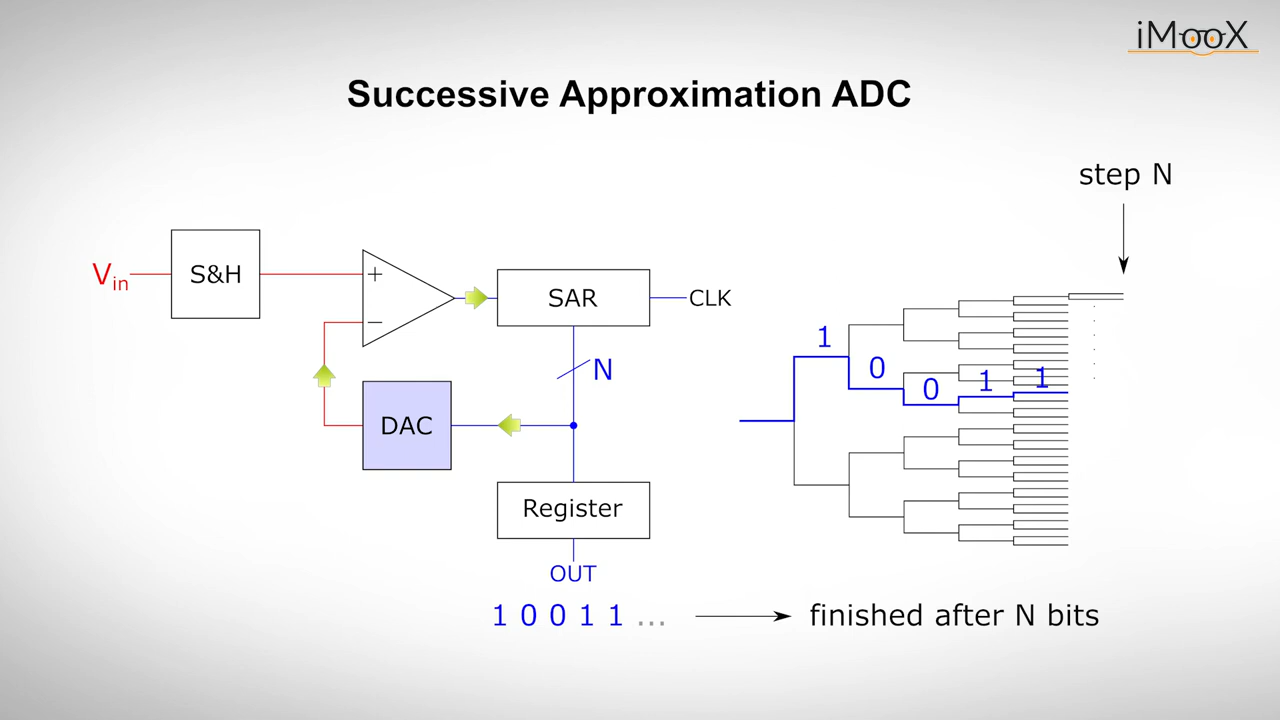 iMooX
Successive Approximation ADC
step N
Vin
S&H
+
SAR
CLK
−
N
DAC
Register
OUT
1
0
0
1
1
1 0 0 1 1 ...
finished after N bits